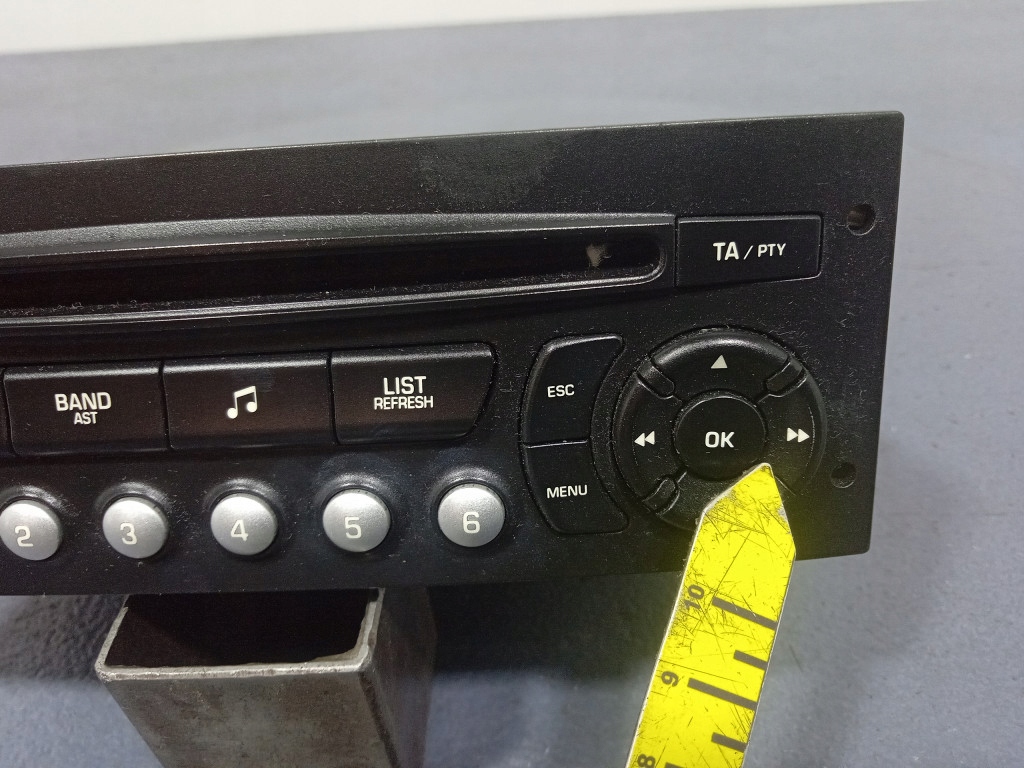 TA / PTY
BAND
AST
LIST
REFRESH
ESC
OK
MENU
2
3
4
5
6
10
9
8